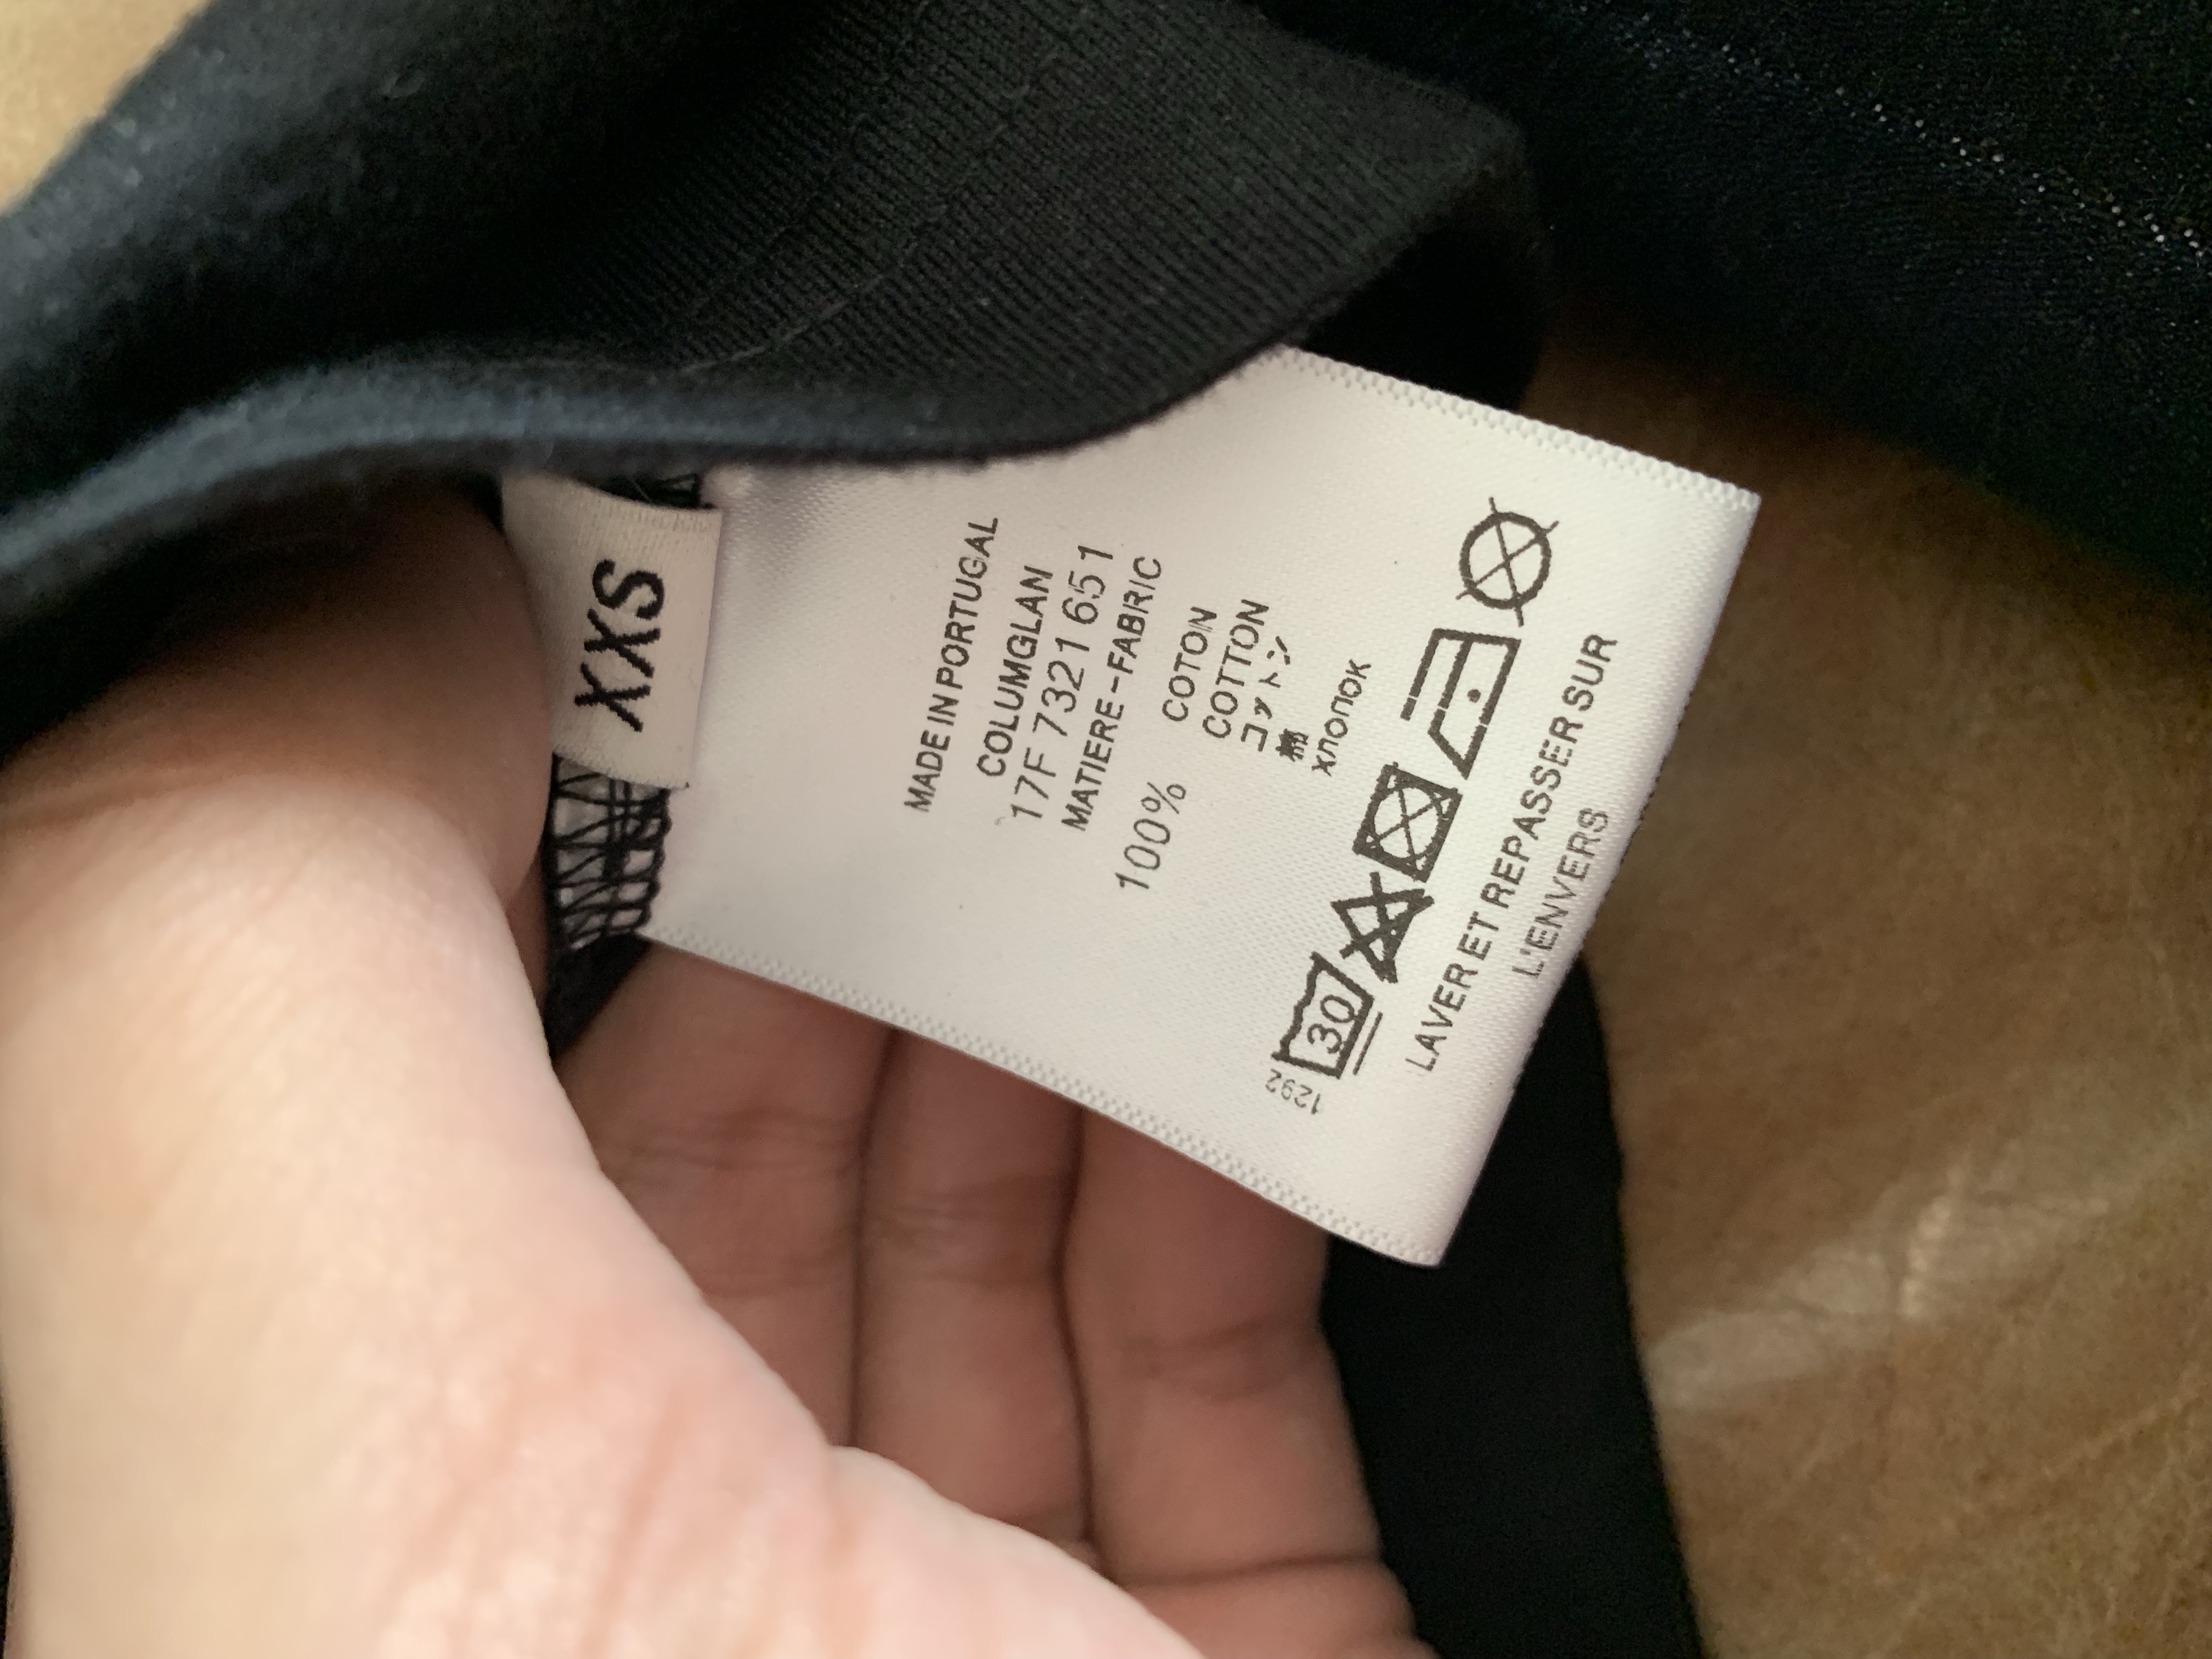 XXS
MADE IN PORTUGAL
COLUMGLAN
17F 7321 651
MATIERE-FABRIC
100% COTON
COTTON
コットン
棉
хлопок
30
1292
LAVER ET REPASSER SUR
L'ENVERS